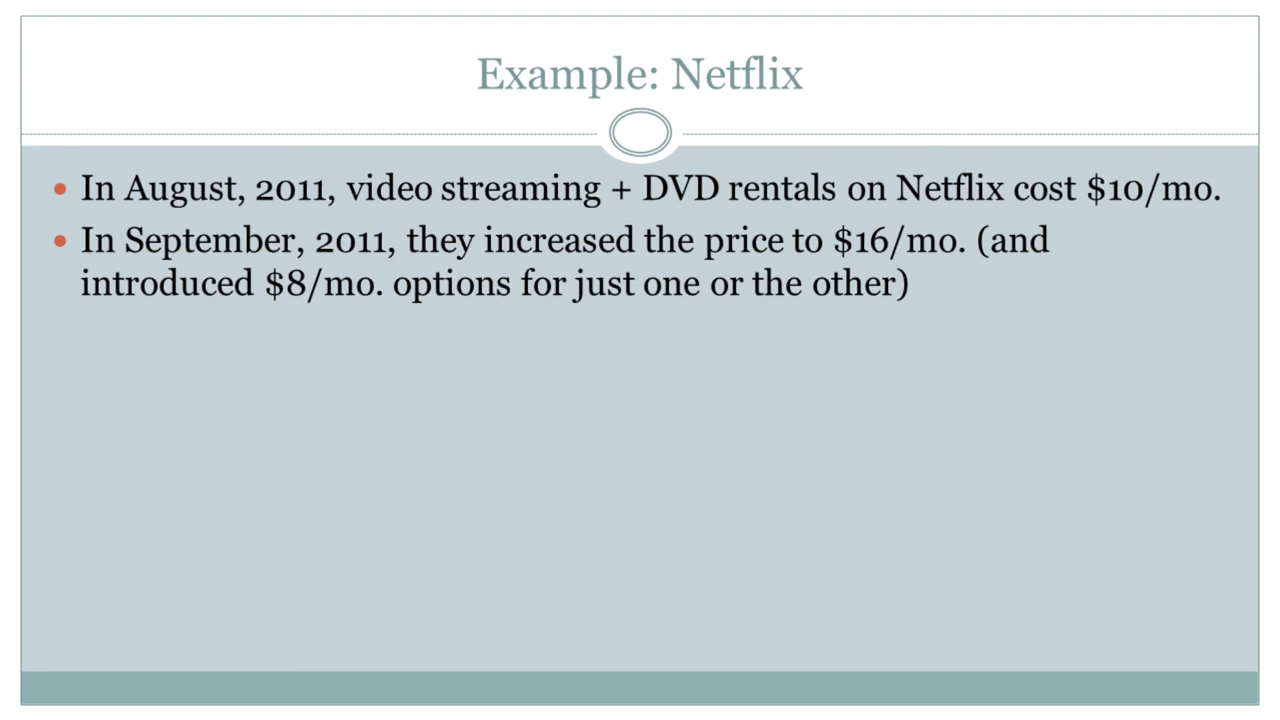 Example: Netflix
• In August, 2011, video streaming + DVD rentals on Netflix cost $10/mo.
• In September, 2011, they increased the price to $16/mo. (and
introduced $8/mo. options for just one or the other)